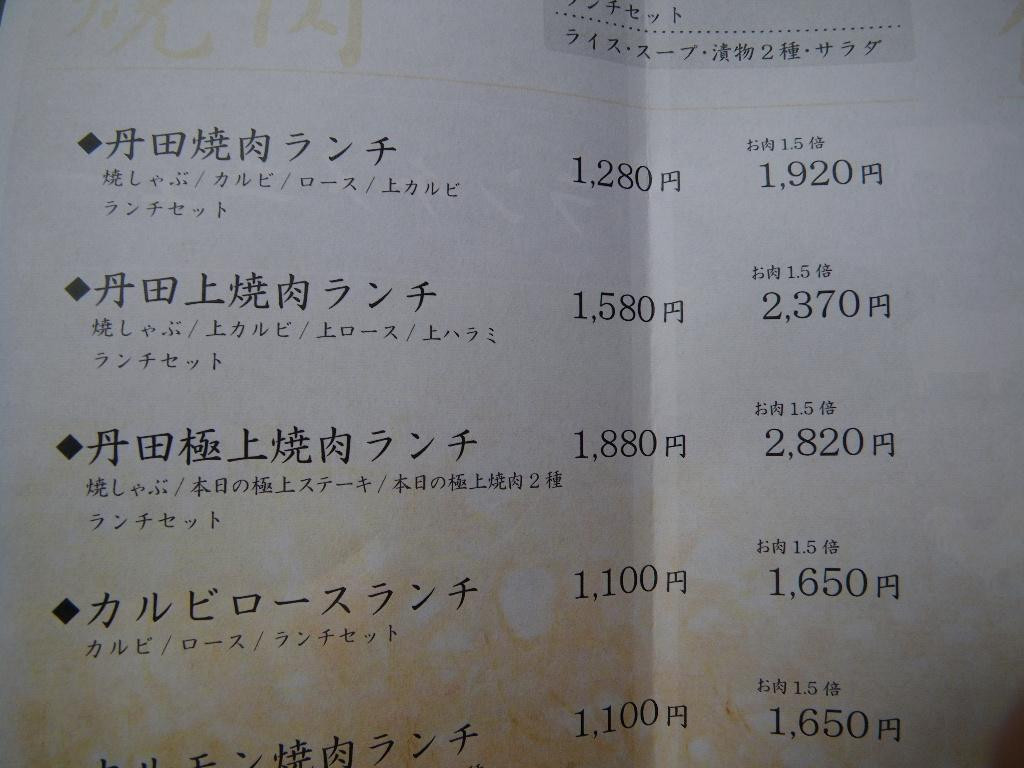 焼肉
ランチセット
ライス・スープ・漬物2種・サラダ
◆丹田焼肉ランチ 1,280円 お肉1.5倍 1,920円
焼しゃぶ/カルビ/ロース/上カルビ
ランチセット
◆丹田上焼肉ランチ 1,580円 お肉1.5倍 2,370円
焼しゃぶ/上カルビ/上ロース/上ハラミ
ランチセット
◆丹田極上焼肉ランチ 1,880円 お肉1.5倍 2,820円
焼しゃぶ/本日の極上ステーキ/本日の極上焼肉2種
ランチセット
◆カルビロースランチ 1,100円 お肉1.5倍 1,650円
カルビ/ロース/ランチセット
ホルモン焼肉ランチ 1,100円 お肉1.5倍 1,650円